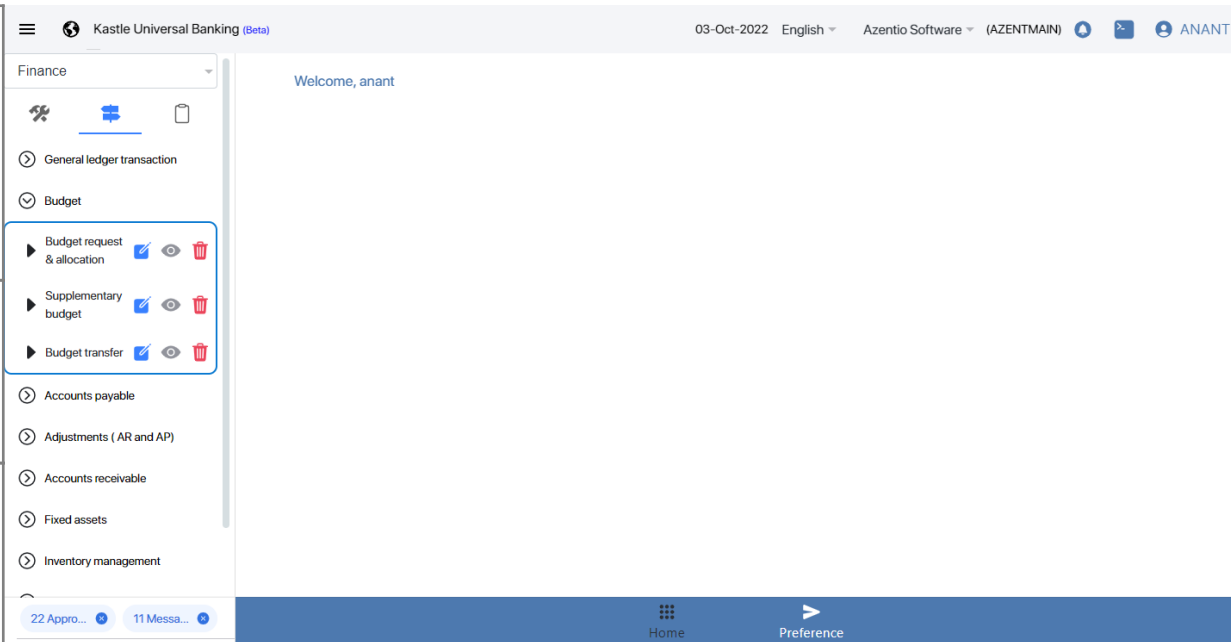 Kastle Universal Banking (Beta)
03-Oct-2022 English Azentio Software (AZENTMAIN) ANANT
Finance
Welcome, anant
General ledger transaction
Budget
Budget request
& allocation
Supplementary
budget
Budget transfer
Accounts payable
Adjustments ( AR and AP)
Accounts receivable
Fixed assets
Inventory management
22 Appro... 11 Messa...
Home Preference